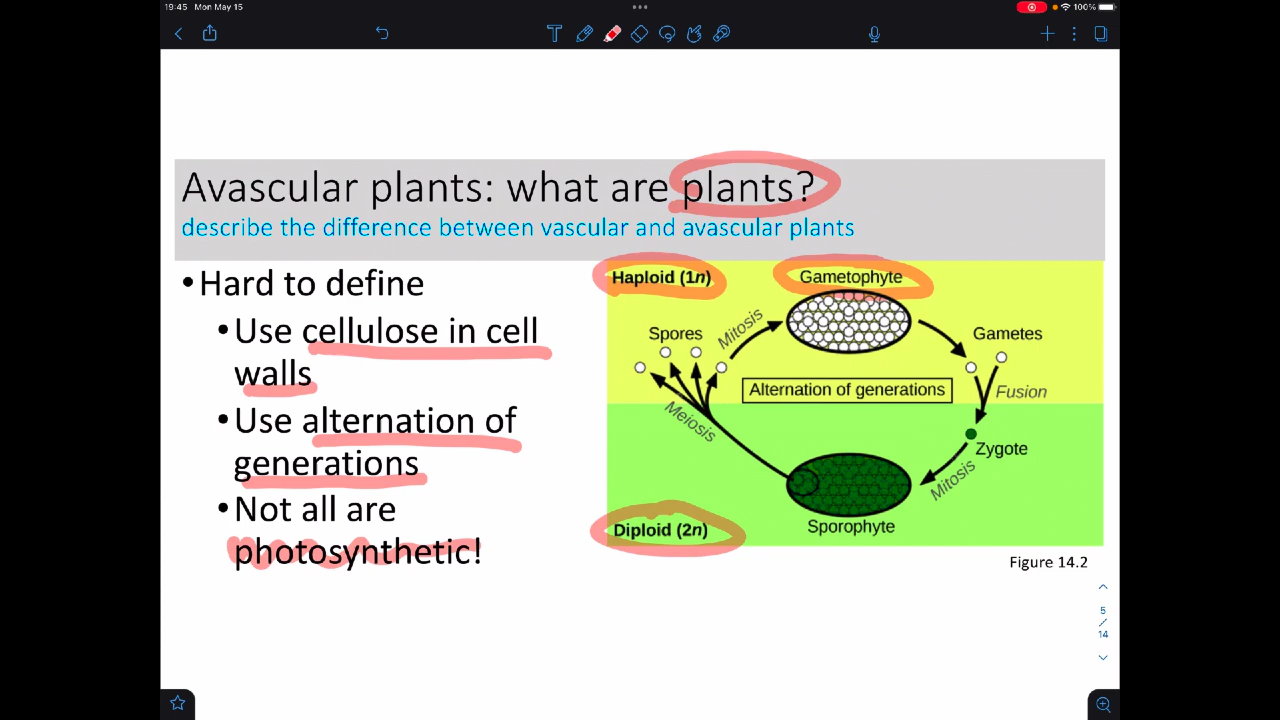 19:45 Mon May 15
100%
Avascular plants: what are plants?
describe the difference between vascular and avascular plants
•Hard to define
•Use cellulose in cell
walls
•Use alternation of
generations
•Not all are
photosynthetic!
Haploid (1n)
Gametophyte
Spores
Mitosis
Gametes
Alternation of generations
Fusion
Meiosis
Zygote
Mitosis
Sporophyte
Diploid (2n)
Figure 14.2
5
/
14